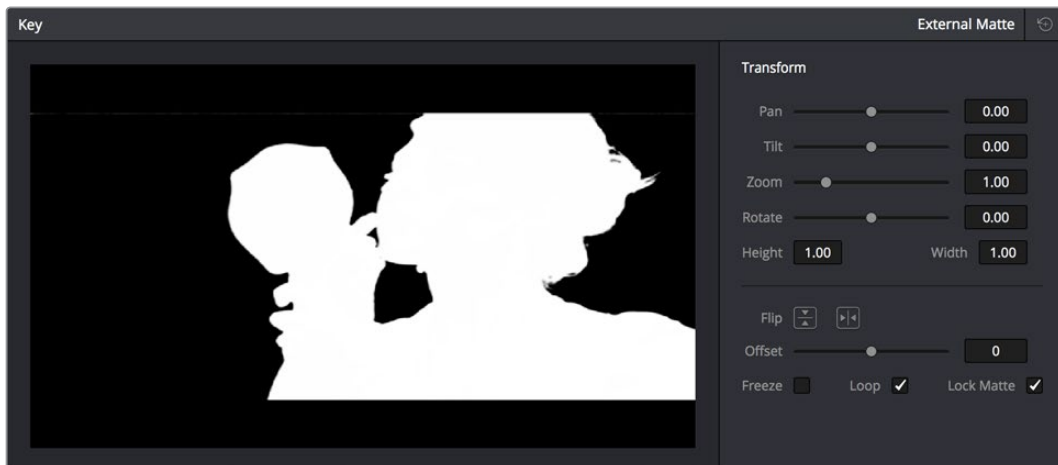 Key External Matte
Transform
Pan 0.00
Tilt 0.00
Zoom 1.00
Rotate 0.00
Height 1.00 Width 1.00
Flip
Offset 0
Freeze Loop Lock Matte